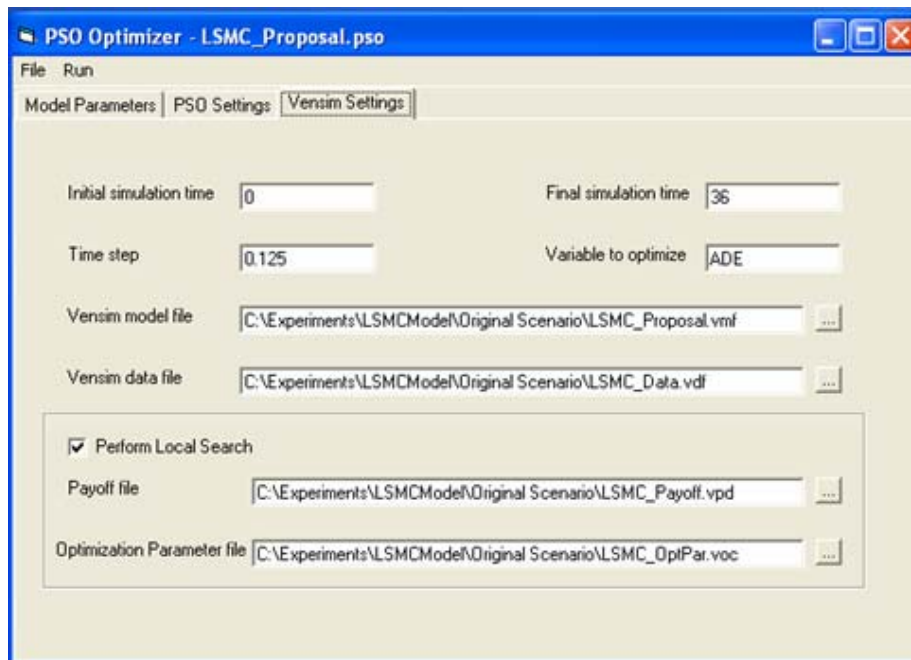 PSO Optimizer - LSMC_Proposal.pso
File Run
Model Parameters PSO Settings Vensim Settings
Initial simulation time 0 Final simulation time 36
Time step 0.125 Variable to optimize ADE
Vensim model file C:\Experiments\LSMCModel\Original Scenario\LSMC_Proposal.vmf ...
Vensim data file C:\Experiments\LSMCModel\Original Scenario\LSMC_Data.vdf ...
Perform Local Search
Payoff file C:\Experiments\LSMCModel\Original Scenario\LSMC_Payoff.vpd ...
Optimization Parameter file C:\Experiments\LSMCModel\Original Scenario\LSMC_OptPar.voc ...